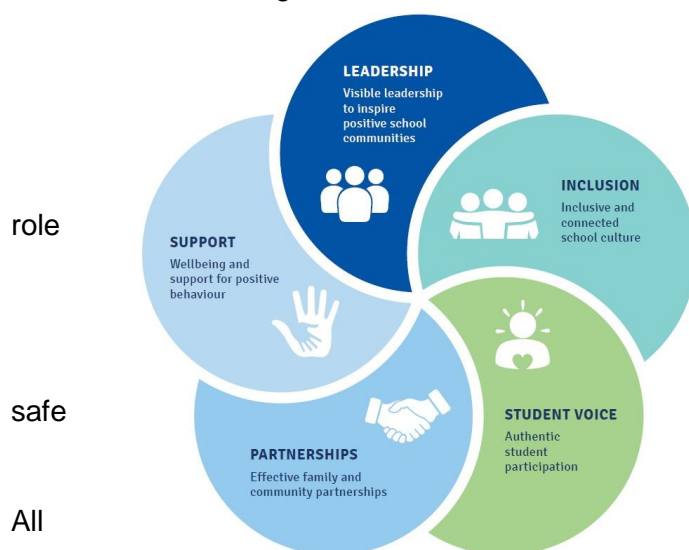 LEADERSHIP
Visible leadership
to inspire
positive school
communities
INCLUSION
Inclusive and
connected
school culture
role
SUPPORT
Wellbeing and
support for positive
behaviour
safe
STUDENT VOICE
Authentic
student
participation
PARTNERSHIPS
Effective family and
community partnerships
All